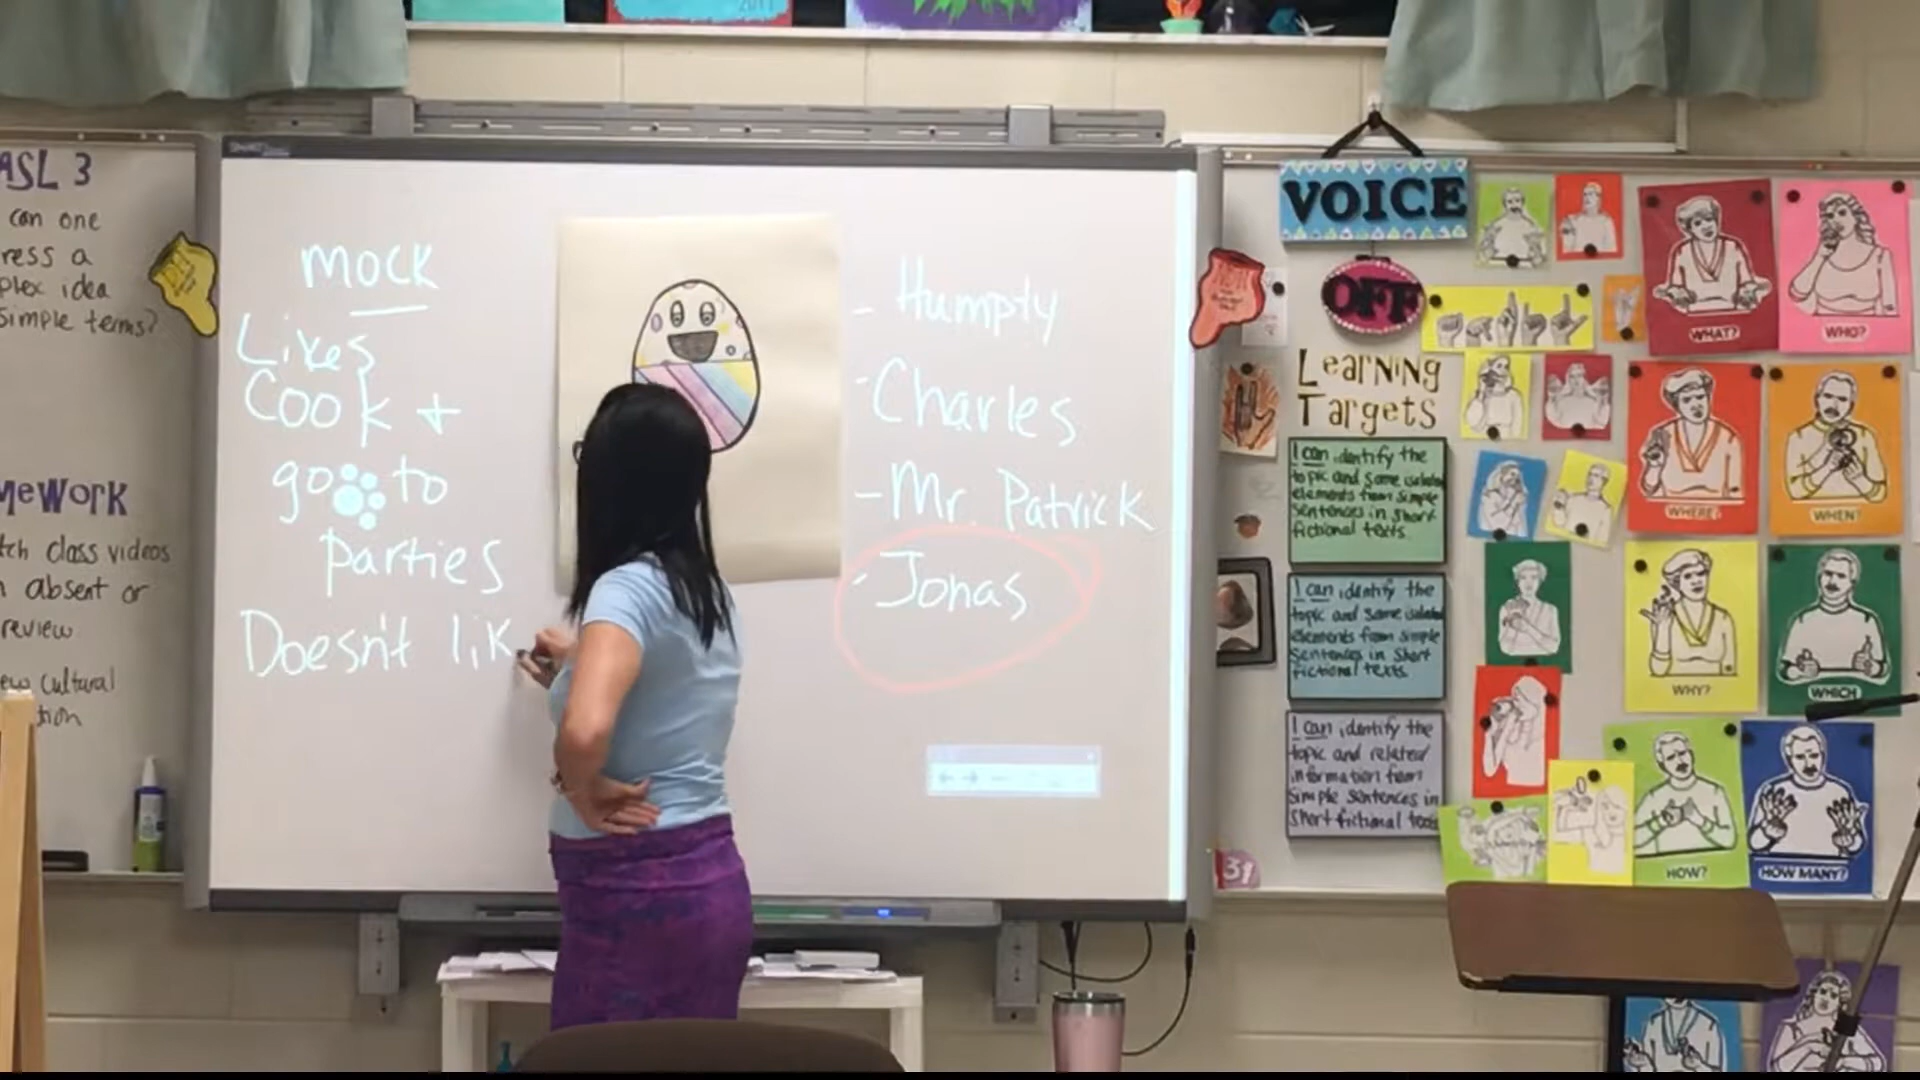 ASL 3
can one
ress a
plex idea
simple terms?
meWork
tch class videos
absent or
review
ew cultural
tion
SMART
mock
Likes
Cook +
go to
parties
Doesn't lik
- Humpty
- Charles
- Mr. Patrick
- Jonas
VOICE
OFF
Learning
Targets
I can identify the
topic and some isolated
elements from simple
sentences in short
fictional texts.
I can identify the
topic and some isolated
elements from simple
sentences in short
fictional texts.
I can identify the
topic and related
information from
simple sentences in
short fictional texts
31
WHAT?
WHO?
WHERE?
WHEN?
WHY?
WHICH
HOW?
HOW MANY?